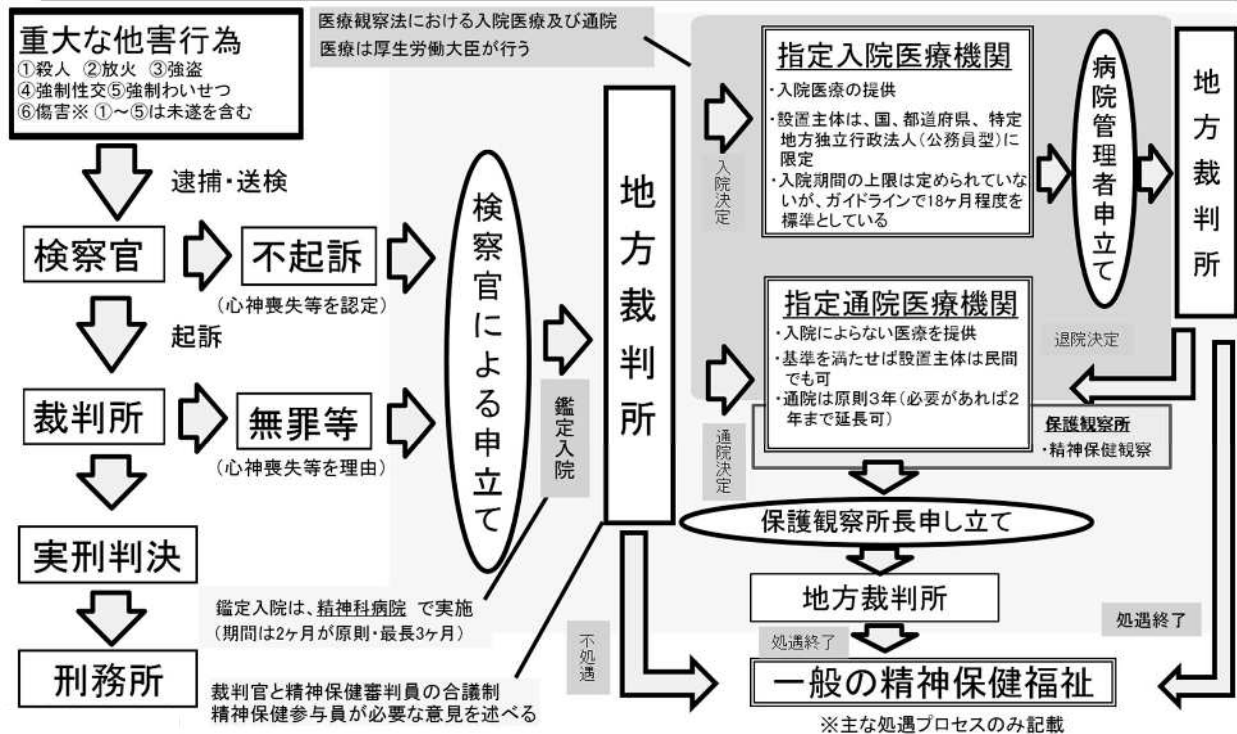 重大な他害行為
①殺人 ②放火 ③強盗
④強制性交⑤強制わいせつ
⑥傷害※ ①～⑤は未遂を含む
逮捕・送検
検察官
不起訴
(心神喪失等を認定)
起訴
裁判所
無罪等
(心神喪失等を理由)
実刑判決
刑務所
検察官による申立て
鑑定入院
鑑定入院は、精神科病院 で実施
(期間は2ヶ月が原則・最長3ヶ月)
地方裁判所
裁判官と精神保健審判員の合議制
精神保健参与員が必要な意見を述べる
医療観察法における入院医療及び通院
医療は厚生労働大臣が行う
入院決定
指定入院医療機関
・入院医療の提供
・設置主体は、国、都道府県、特定
地方独立行政法人(公務員型)に
限定
・入院期間の上限は定められていな
いが、ガイドラインで18ヶ月程度を
標準としている
病院管理者申立て
地方裁判所
通院決定
指定通院医療機関
・入院によらない医療を提供
・基準を満たせば設置主体は民間
でも可
・通院は原則3年(必要があれば2
年まで延長可)
退院決定
保護観察所
・精神保健観察
保護観察所長申し立て
地方裁判所
処遇終了
処遇終了
不処遇
一般の精神保健福祉
※主な処遇プロセスのみ記載